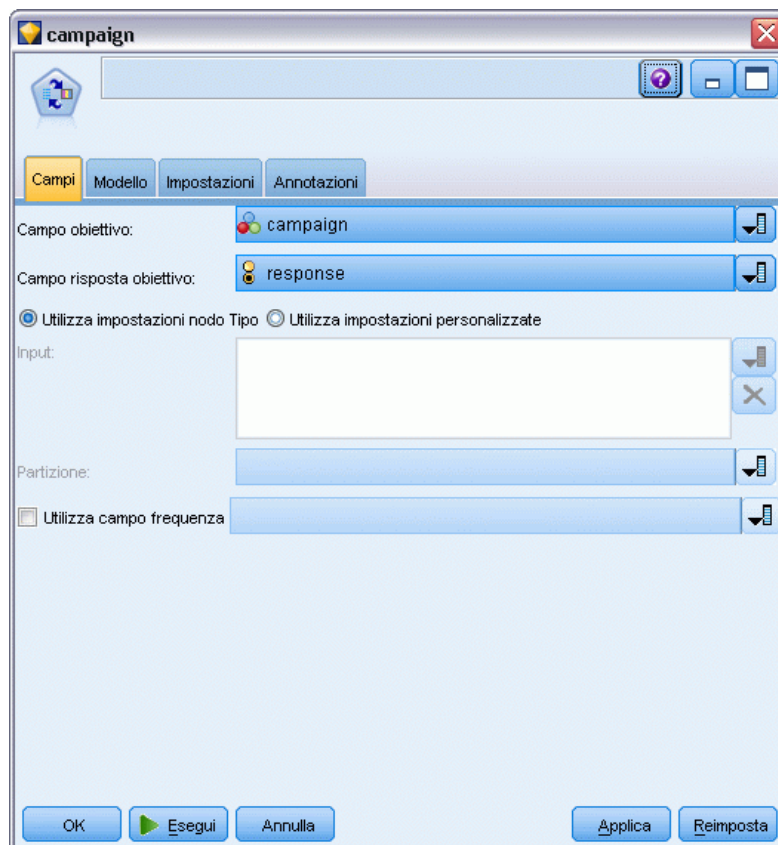 campaign
?
Campi Modello Impostazioni Annotazioni
Campo obiettivo: campaign
Campo risposta obiettivo: response
Utilizza impostazioni nodo Tipo Utilizza impostazioni personalizzate
Input:
Partizione:
Utilizza campo frequenza
OK Esegui Annulla Applica Reimposta